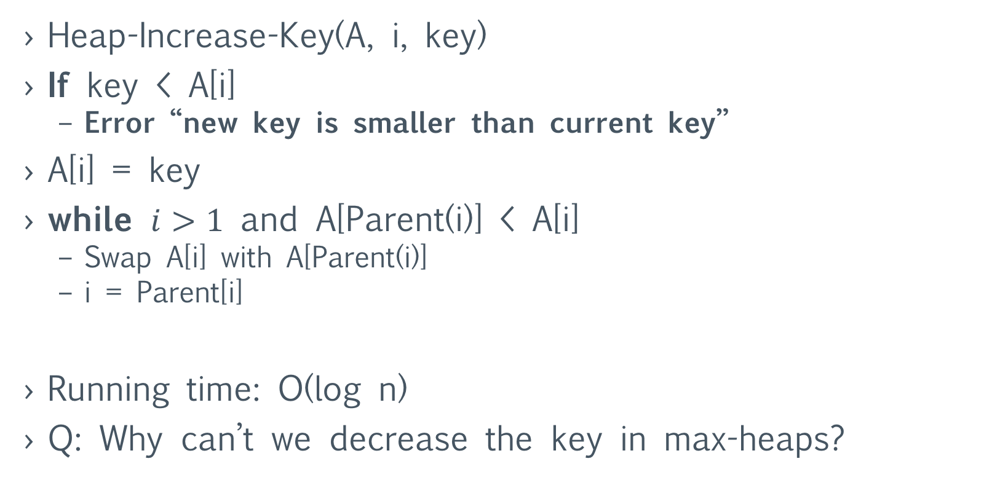 › Heap-Increase-Key(A, i, key)
› If key < A[i]
– Error “new key is smaller than current key”
› A[i] = key
› while i > 1 and A[Parent(i)] < A[i]
– Swap A[i] with A[Parent(i)]
– i = Parent[i]
› Running time: O(log n)
› Q: Why can’t we decrease the key in max-heaps?